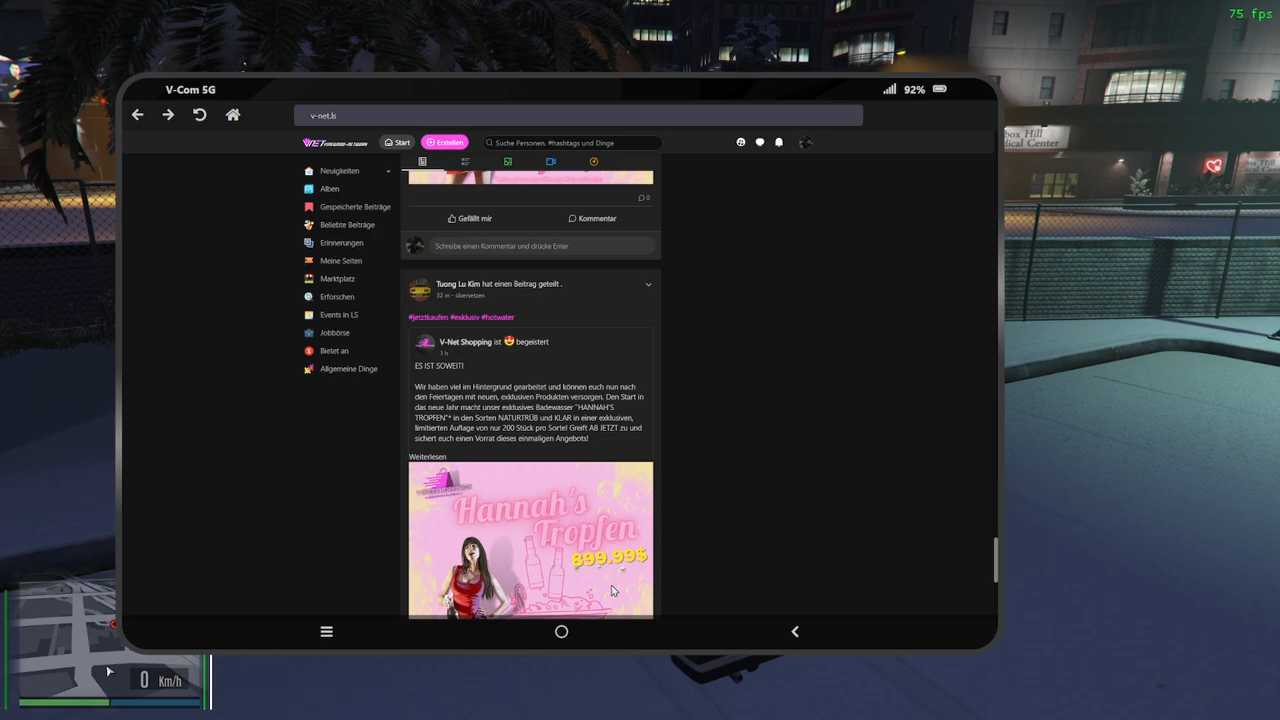 75 fps
V-Com 5G
92%
v-net.ls
VNET
Start
Erstellen
Suche Personen, #hashtags und Dinge
Neuigkeiten
Alben
Gespeicherte Beiträge
Beliebte Beiträge
Erinnerungen
Meine Seiten
Marktplatz
Erforschen
Events in LS
Jobbörse
Bietet an
Allgemeine Dinge
0
Gefällt mir
Kommentar
Schreibe einen Kommentar und drücke Enter
Tuong Lu Kim hat einen Beitrag geteilt .
32 m - übersetzen
#jetztkaufen #exklusiv #hotwater
V-Net Shopping ist 😍 begeistert
1 h
ES IST SOWEIT!
Wir haben viel im Hintergrund gearbeitet und können euch nun nach
den Feiertagen mit neuen, exklusiven Produkten versorgen. Den Start in
das neue Jahr macht unser exklusives Badewasser "HANNAH'S
TROPFEN"* in den Sorten NATURTRÜB und KLAR in einer exklusiven,
limitierten Auflage von nur 200 Stück pro Sorte! Greift AB JETZT zu und
sichert euch einen Vorrat dieses einmaligen Angebots!
Weiterlesen
Hannah's
Tropfen
899.99$
box Hill
dical Center
0 Km/h